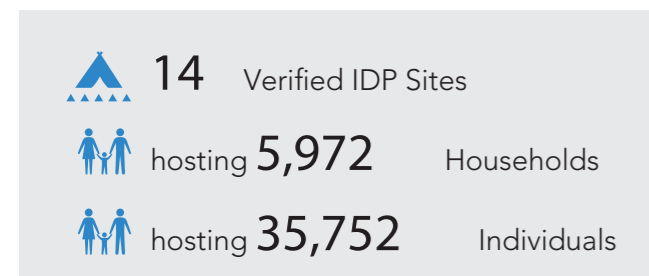 14 Verified IDP Sites
hosting 5,972 Households
hosting 35,752 Individuals